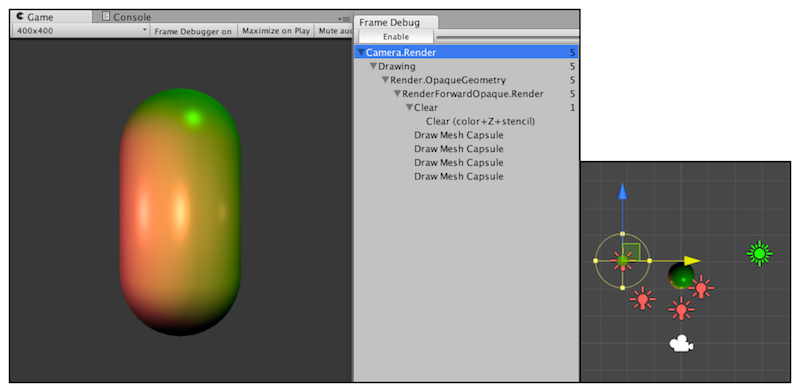 Game
Console
400x400
Frame Debugger on
Maximize on Play
Mute au
Frame Debug
Enable
Camera.Render 5
Drawing 5
Render.OpaqueGeometry 5
RenderForwardOpaque.Render 5
Clear 1
Clear (color+Z+stencil)
Draw Mesh Capsule
Draw Mesh Capsule
Draw Mesh Capsule
Draw Mesh Capsule